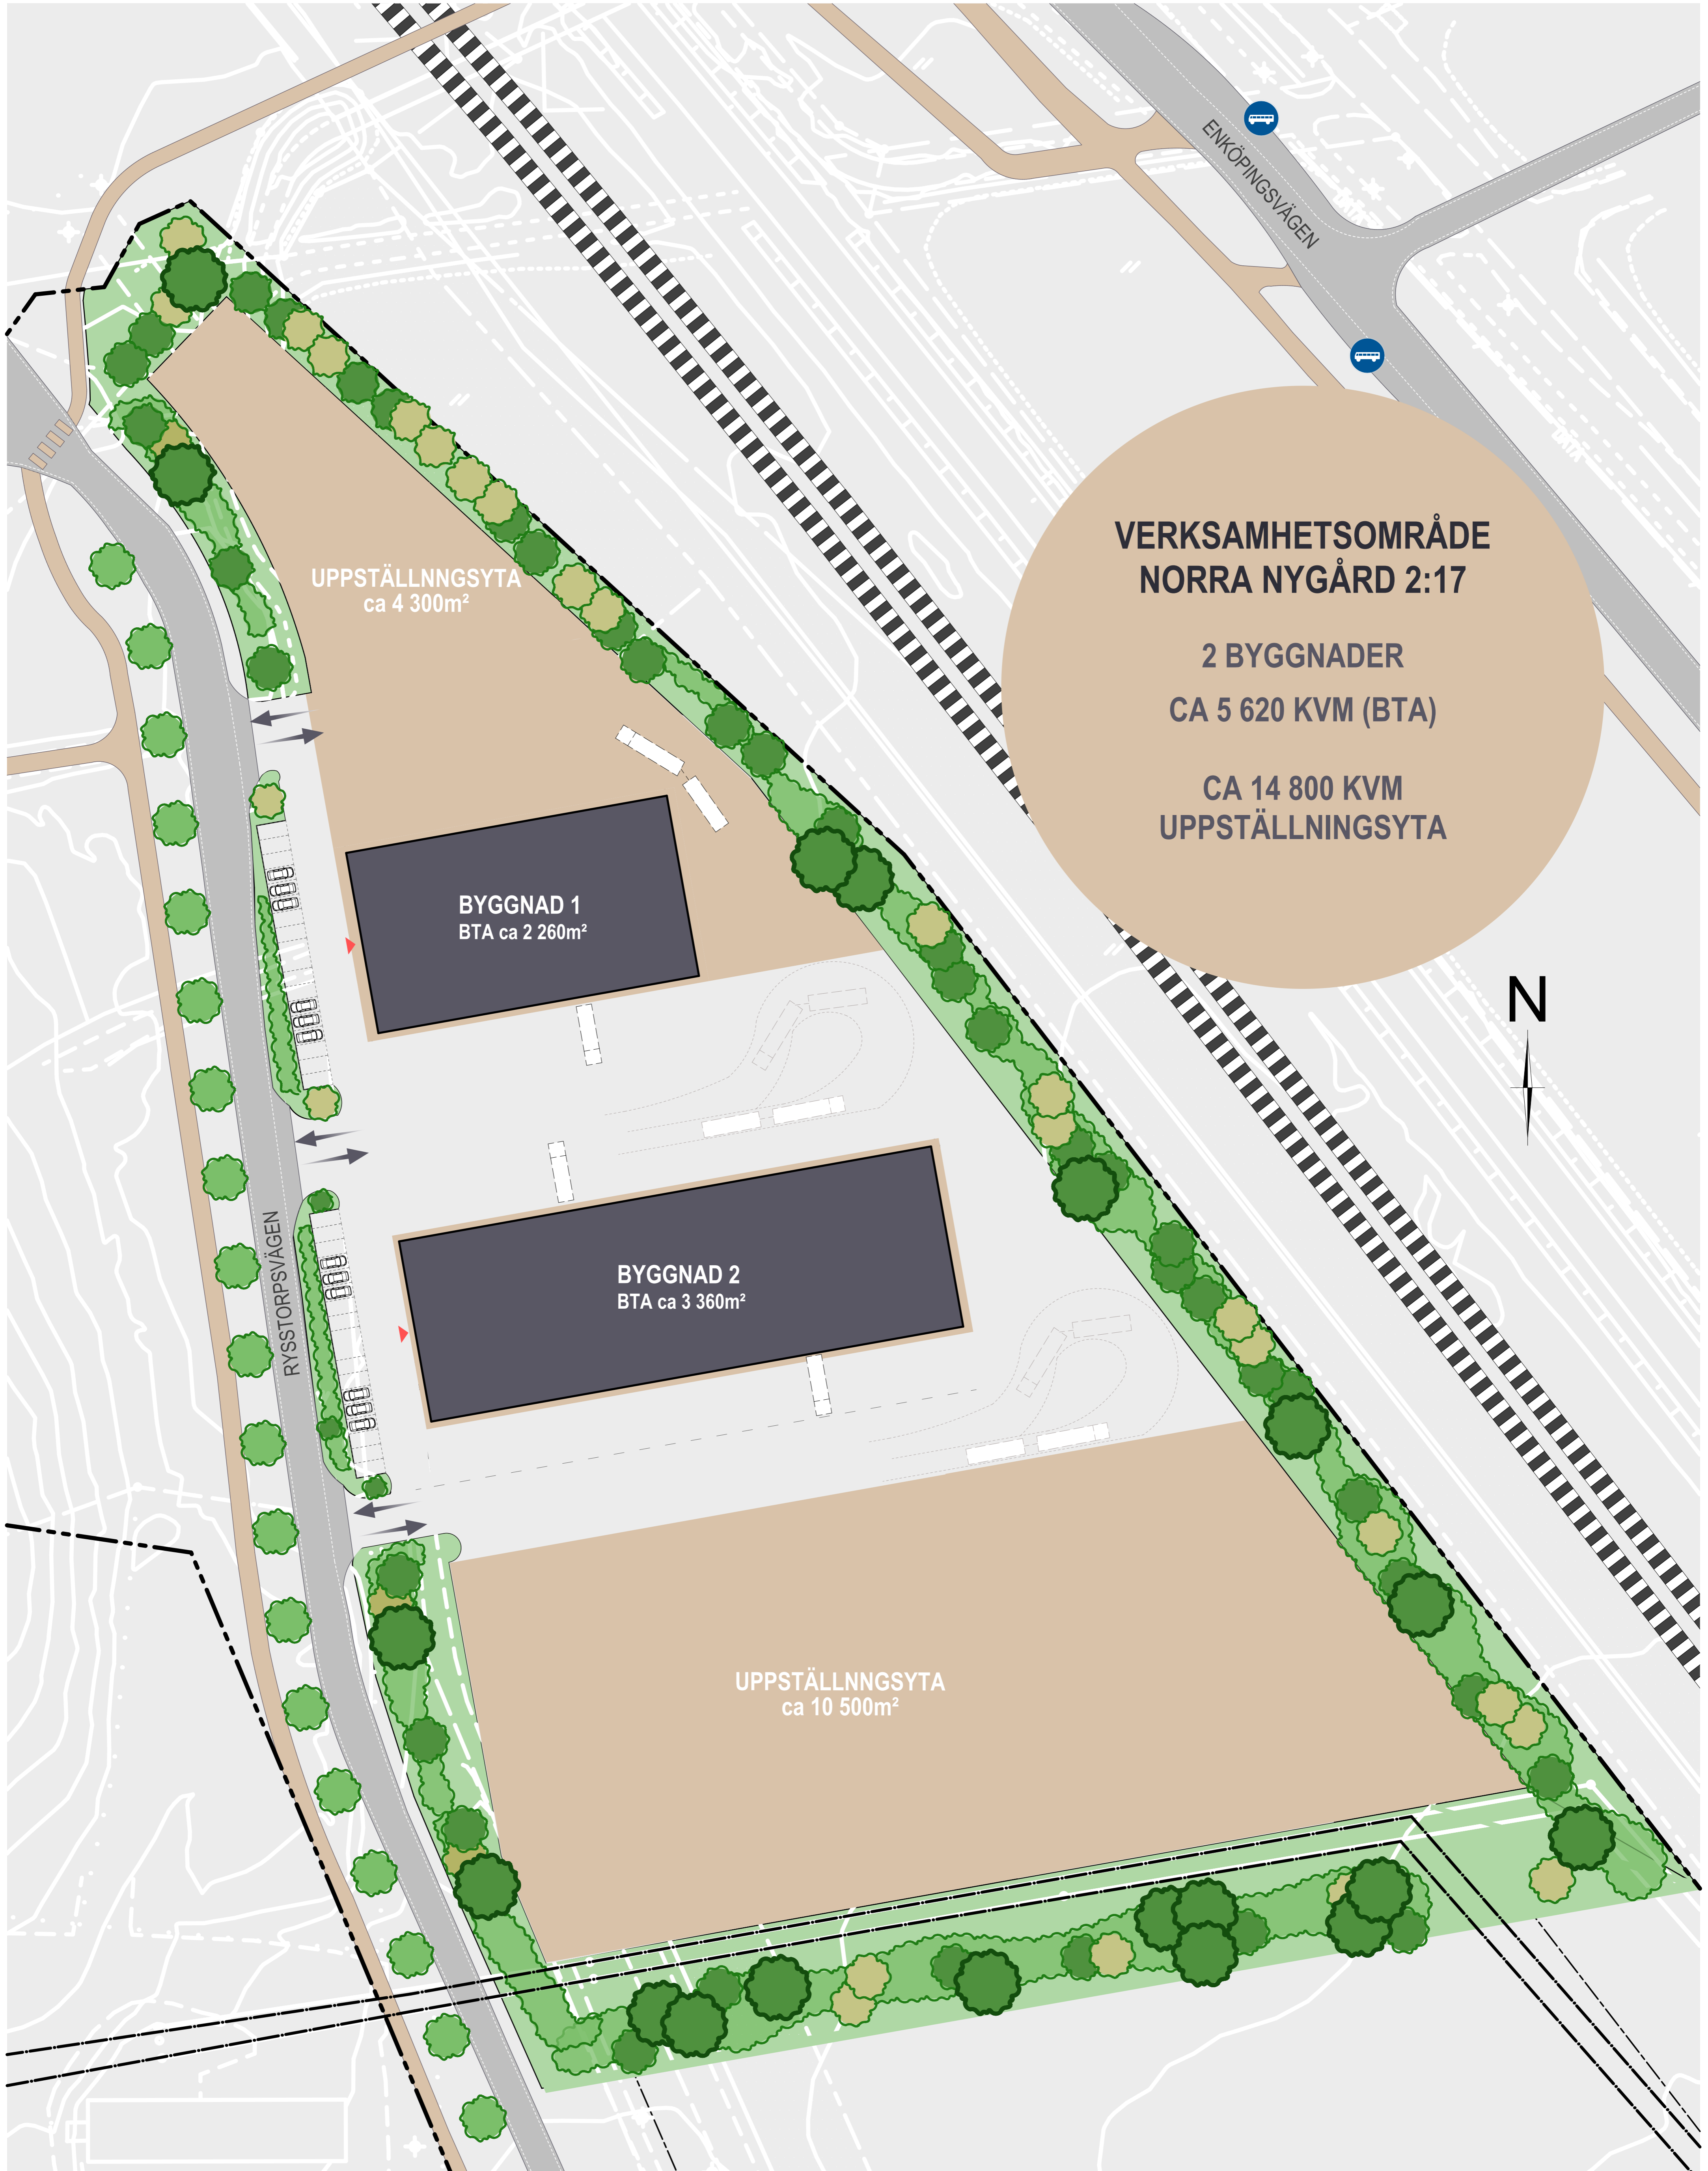 ENKÖPINGSVÄGEN
VERKSAMHETSOMRÅDE
NORRA NYGÅRD 2:17
2 BYGGNADER
CA 5 620 KVM (BTA)
CA 14 800 KVM
UPPSTÄLLNINGSYTA
N
UPPSTÄLLNNGSYTA
ca 4 300m²
BYGGNAD 1
BTA ca 2 260m²
RYSSTORPSVÄGEN
BYGGNAD 2
BTA ca 3 360m²
UPPSTÄLLNNGSYTA
ca 10 500m²